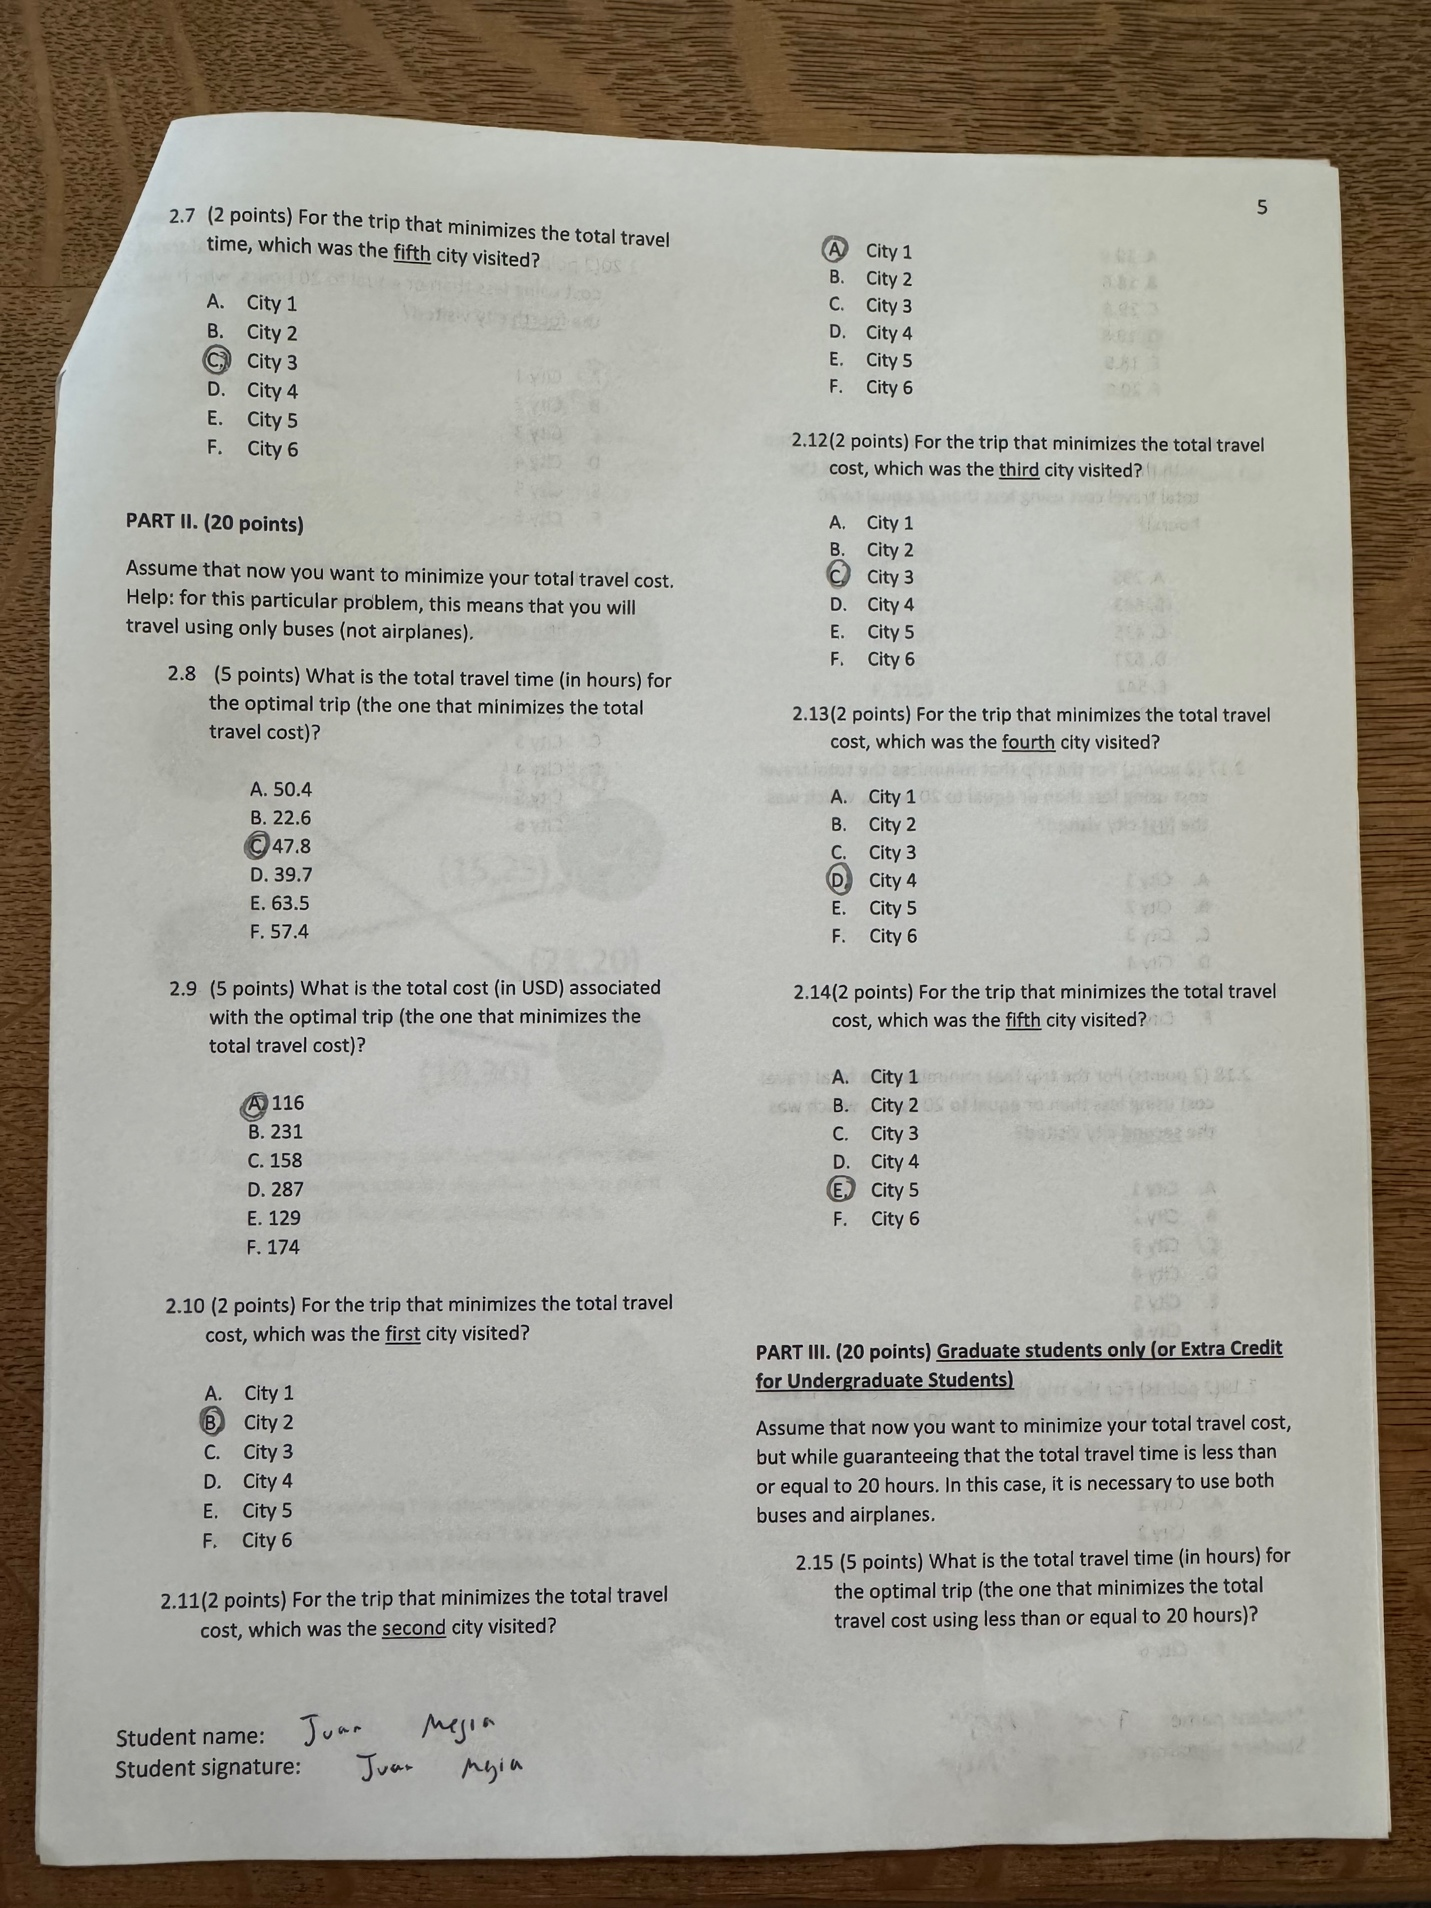 5
2.7 (2 points) For the trip that minimizes the total travel
time, which was the fifth city visited?
A. City 1
B. City 2
C. City 3
D. City 4
E. City 5
F. City 6
PART II. (20 points)
Assume that now you want to minimize your total travel cost.
Help: for this particular problem, this means that you will
travel using only buses (not airplanes).
2.8 (5 points) What is the total travel time (in hours) for
the optimal trip (the one that minimizes the total
travel cost)?
A. 50.4
B. 22.6
C. 47.8
D. 39.7
E. 63.5
F. 57.4
2.9 (5 points) What is the total cost (in USD) associated
with the optimal trip (the one that minimizes the
total travel cost)?
A. 116
B. 231
C. 158
D. 287
E. 129
F. 174
2.10 (2 points) For the trip that minimizes the total travel
cost, which was the first city visited?
A. City 1
B. City 2
C. City 3
D. City 4
E. City 5
F. City 6
2.11(2 points) For the trip that minimizes the total travel
cost, which was the second city visited?
A. City 1
B. City 2
C. City 3
D. City 4
E. City 5
F. City 6
2.12(2 points) For the trip that minimizes the total travel
cost, which was the third city visited?
A. City 1
B. City 2
C. City 3
D. City 4
E. City 5
F. City 6
2.13(2 points) For the trip that minimizes the total travel
cost, which was the fourth city visited?
A. City 1
B. City 2
C. City 3
D. City 4
E. City 5
F. City 6
2.14(2 points) For the trip that minimizes the total travel
cost, which was the fifth city visited?
A. City 1
B. City 2
C. City 3
D. City 4
E. City 5
F. City 6
PART III. (20 points) Graduate students only (or Extra Credit
for Undergraduate Students)
Assume that now you want to minimize your total travel cost,
but while guaranteeing that the total travel time is less than
or equal to 20 hours. In this case, it is necessary to use both
buses and airplanes.
2.15 (5 points) What is the total travel time (in hours) for
the optimal trip (the one that minimizes the total
travel cost using less than or equal to 20 hours)?
Student name: Juan Mejia
Student signature: Juan Mejia